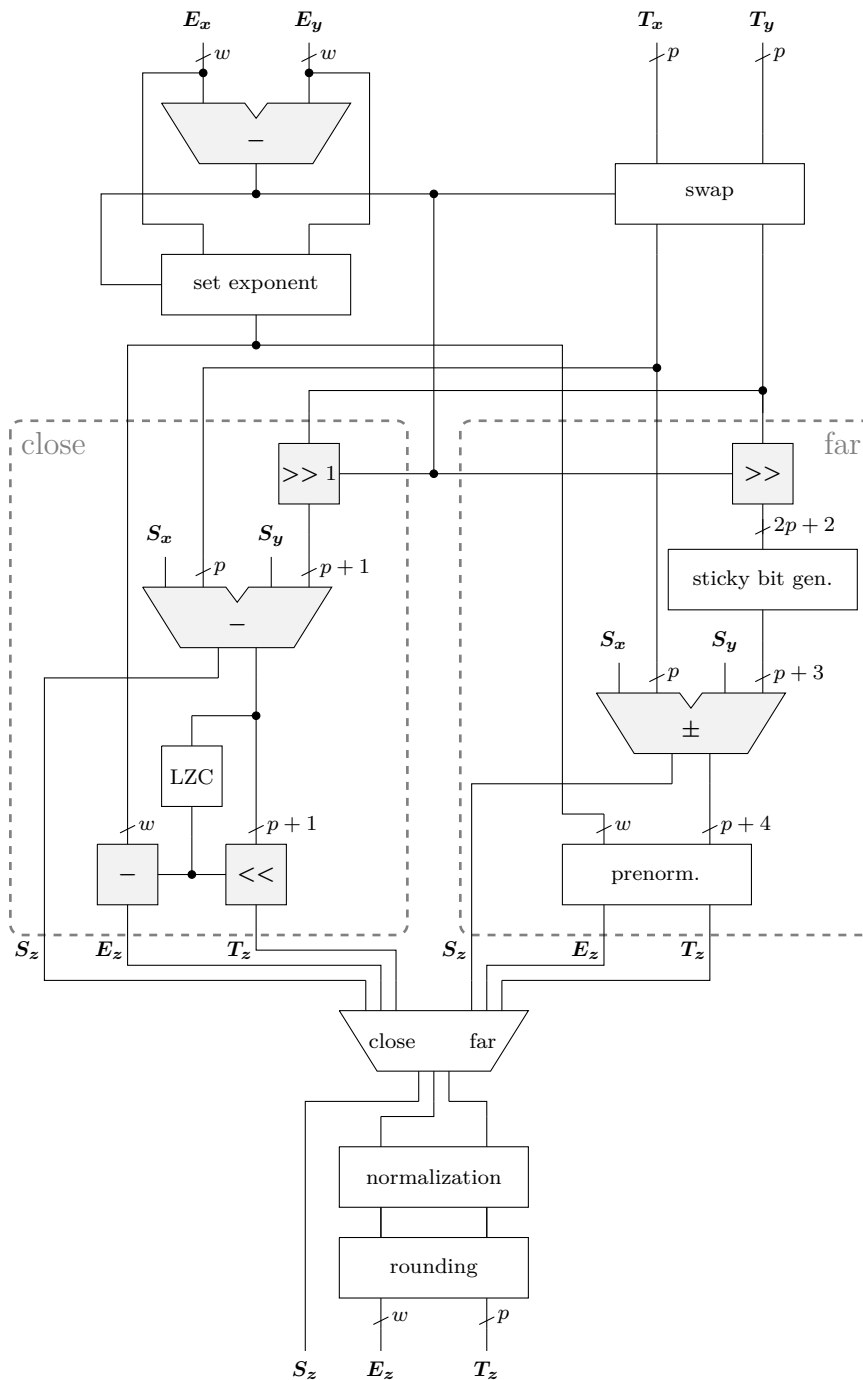 E_x E_y T_x T_y
w w p p
−
swap
set exponent
close far
>> 1 >>
2p + 2
S_x S_y
p p + 1
sticky bit gen.
−
S_x S_y
p p + 3
±
LZC
w p + 1 w p + 4
− << prenorm.
S_z E_z T_z S_z E_z T_z
close far
normalization
rounding
w p
S_z E_z T_z